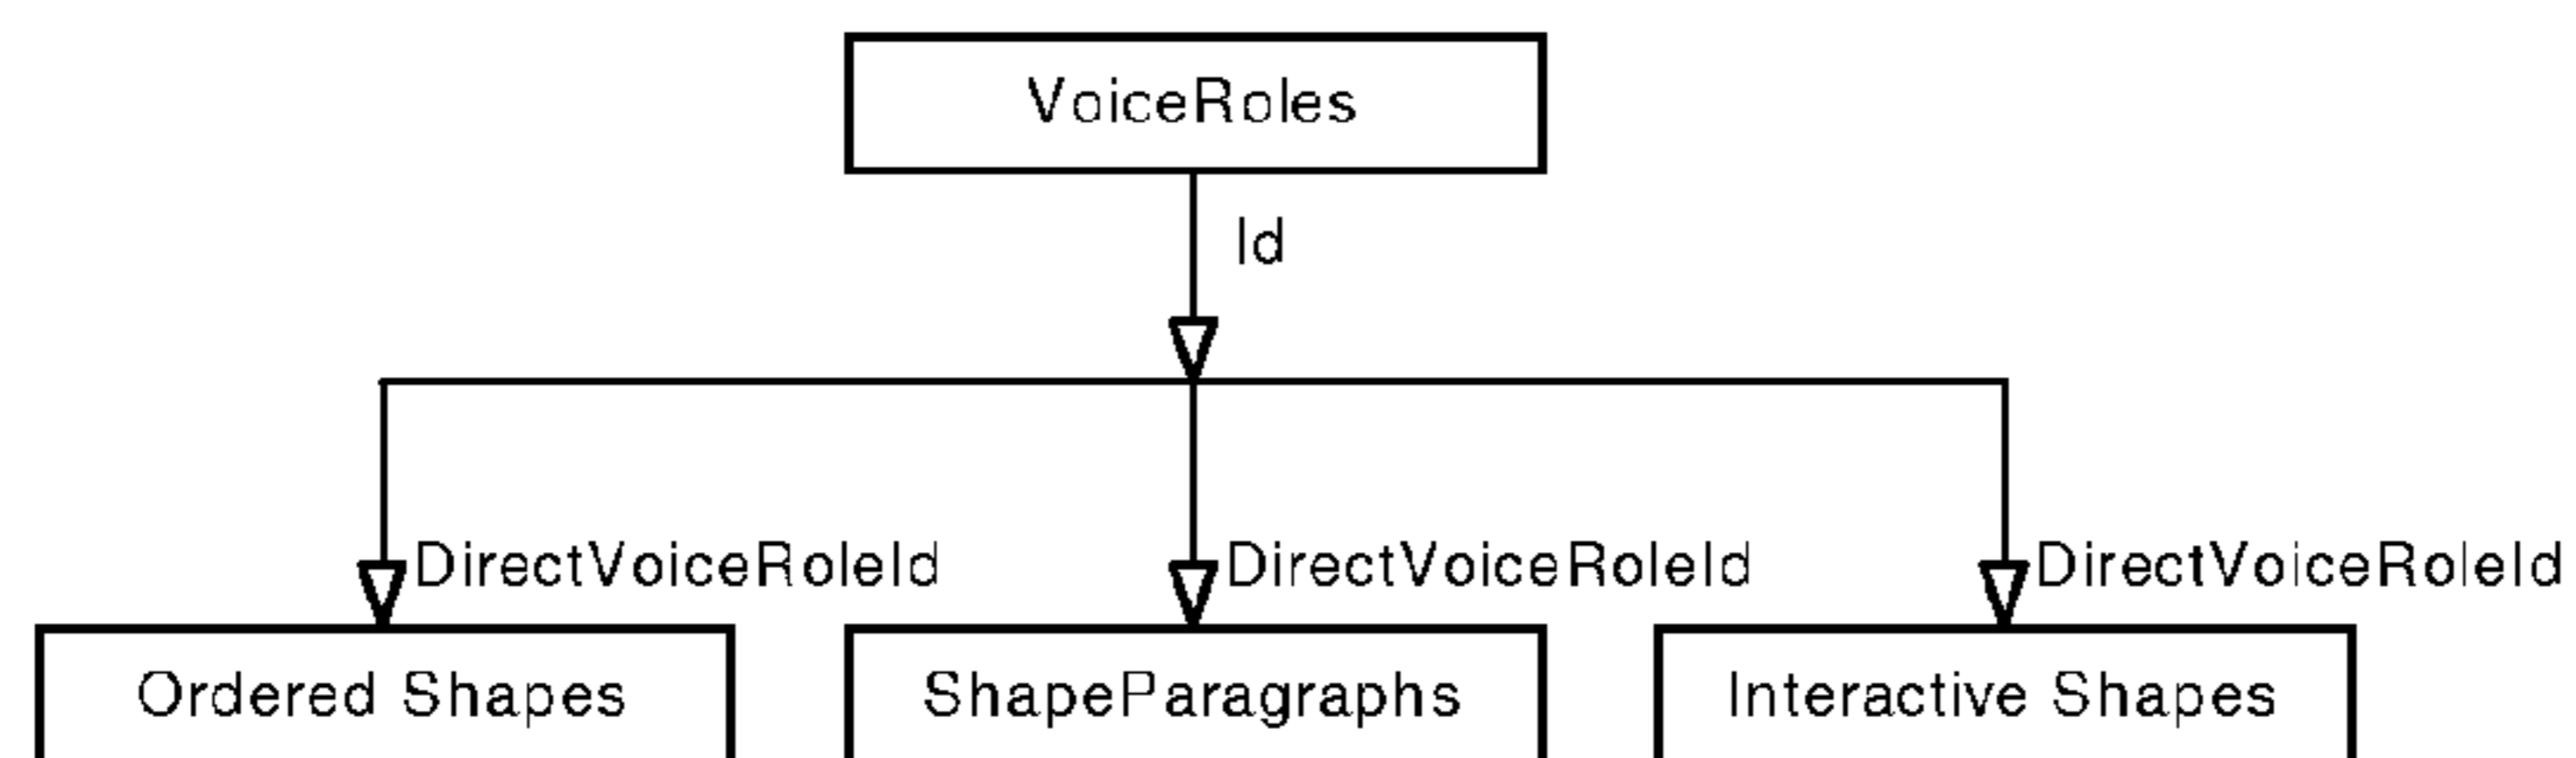 VoiceRoles
Id
DirectVoiceRoleId DirectVoiceRoleId DirectVoiceRoleId
Ordered Shapes ShapeParagraphs Interactive Shapes